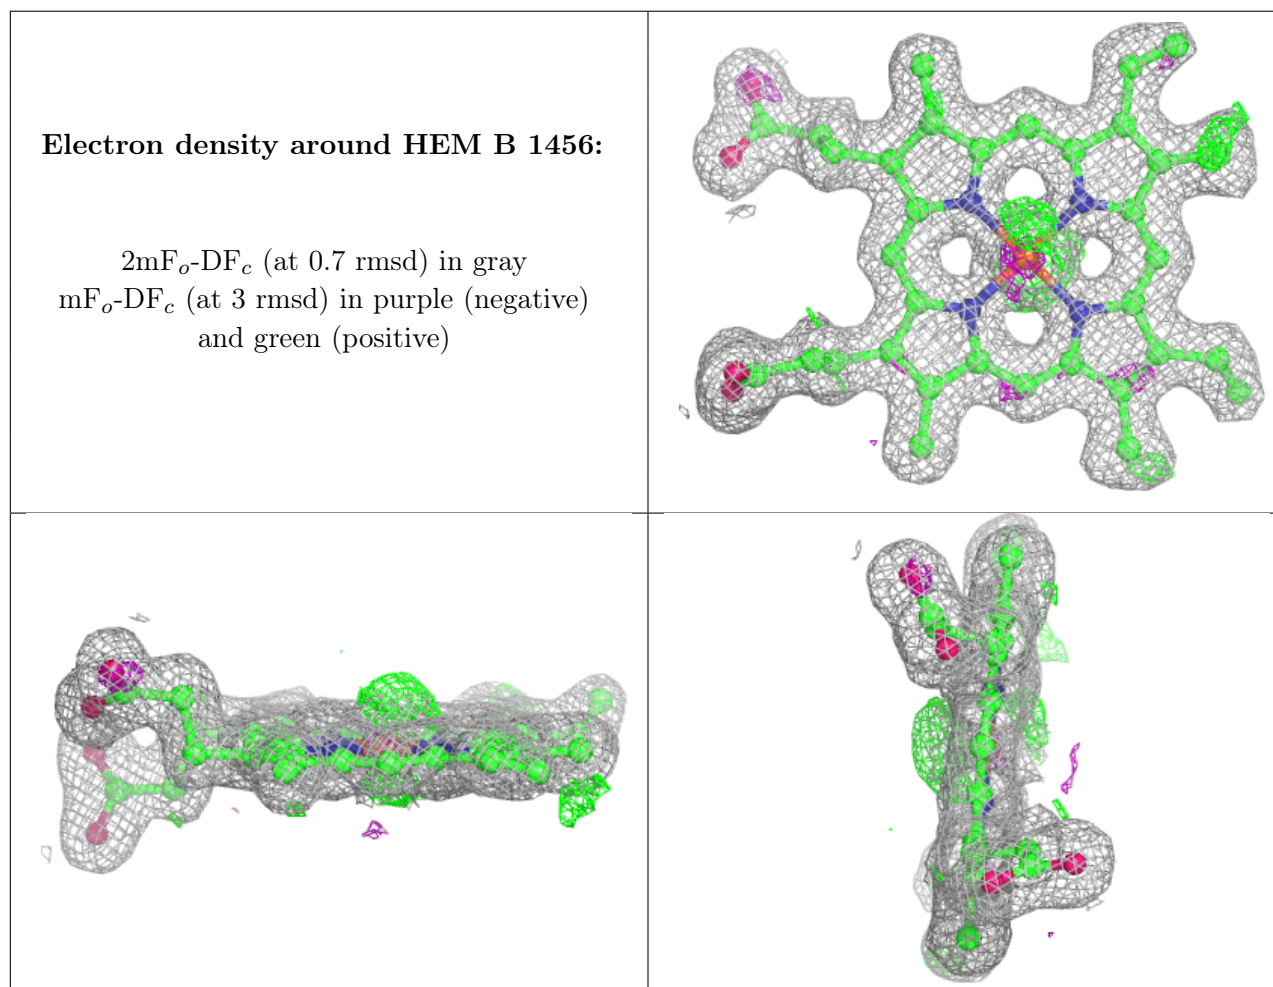 Electron density around HEM B 1456:
2mFo-DFc (at 0.7 rmsd) in gray
mFo-DFc (at 3 rmsd) in purple (negative)
and green (positive)